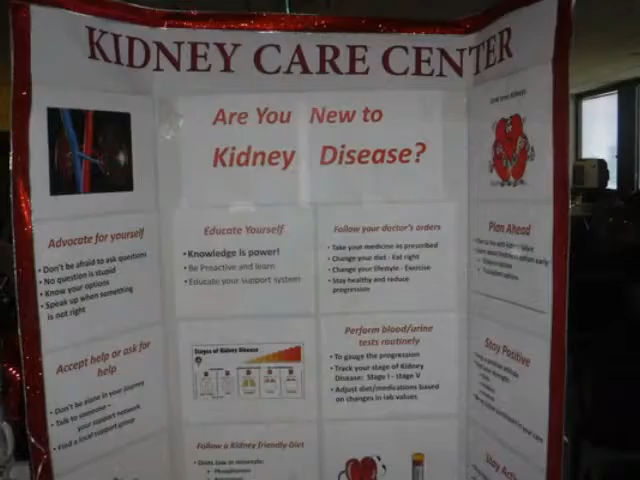 KIDNEY CARE CENTER
Are You New to
Kidney Disease?
Advocate for yourself
• Don't be afraid to ask questions
• No question is stupid
• Know your options
• Speak up when something
is not right
Accept help or ask for
help
• Don't be alone in your journey
• Talk to someone –
your support network
• Find a local support group
Educate Yourself
• Knowledge is power!
• Be Proactive and learn
• Educate your support system
Stages of Kidney Disease
Follow a Kidney friendly Diet
• Diets low in minerals:
• Phosphorous
Follow your doctor's orders
• Take your medicine as prescribed
• Change your diet - Eat right
• Change your lifestyle - Exercise
• Stay healthy and reduce
progression
Perform blood/urine
tests routinely
• To gauge the progression
• Track your stage of Kidney
Disease: Stage I - stage V
• Adjust diet/medications based
on changes in lab values
Plan Ahead
Stay Positive
Stay